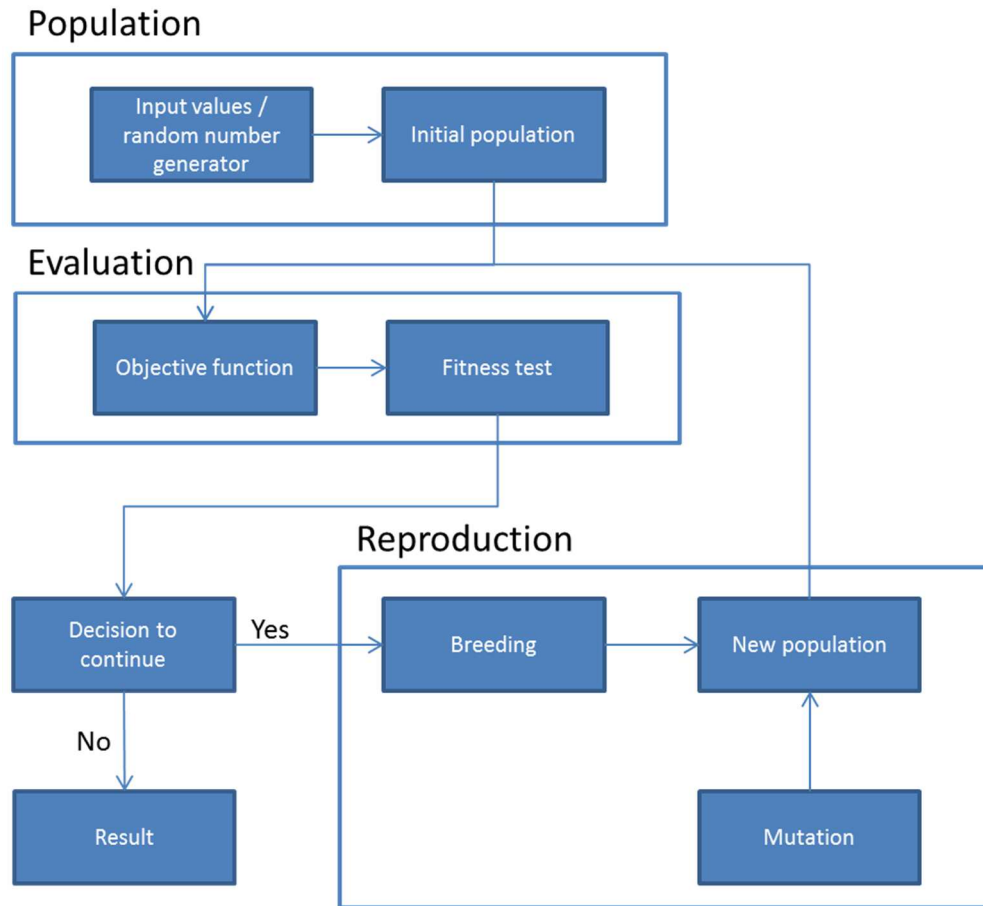 Population
Input values /
random number
generator
Initial population
Evaluation
Objective function
Fitness test
Reproduction
Decision to
continue
Yes
Breeding
New population
No
Result
Mutation